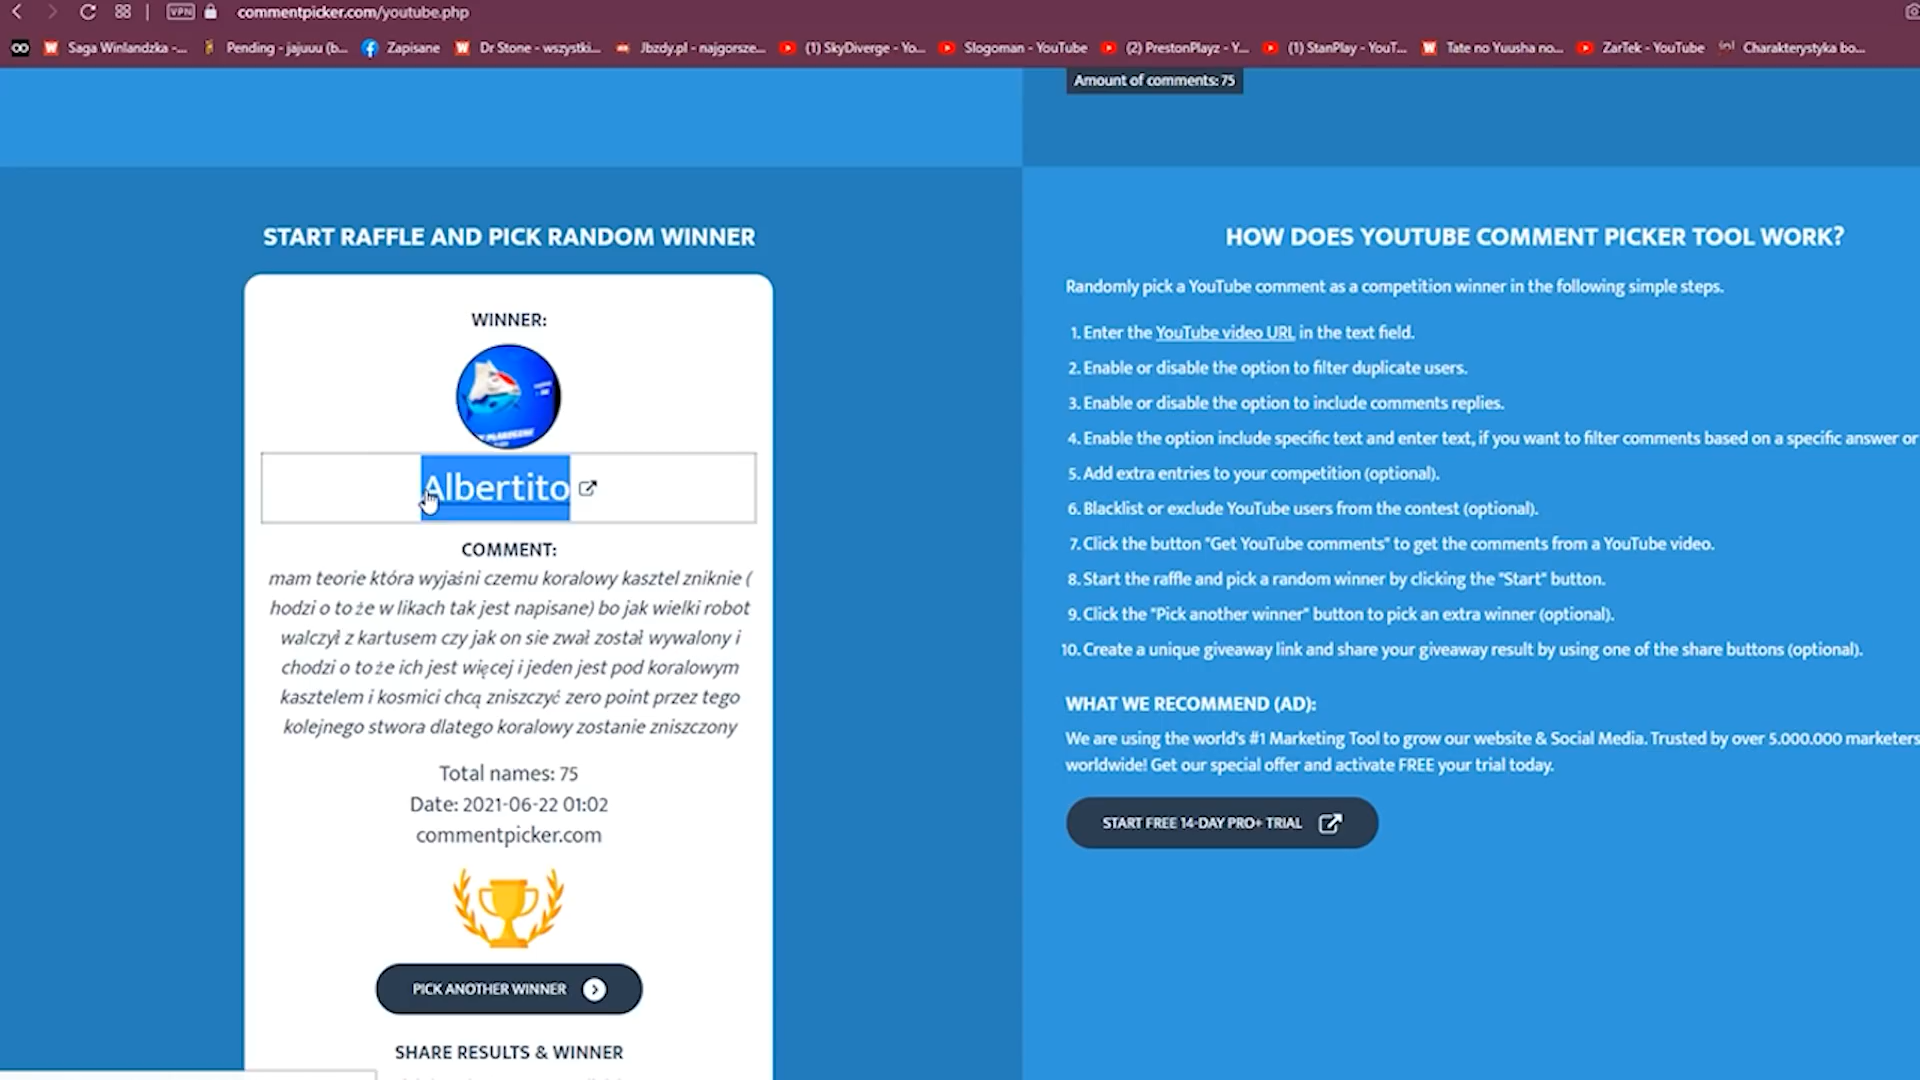 VPN commentpicker.com/youtube.php
Saga Winlandzka -... Pending - jajuuu (b... Zapisane Dr Stone - wszystki... Jbzdy.pl - najgorsze... (1) SkyDiverge - Yo... Slogoman - YouTube (2) PrestonPlayz - Y... (1) StanPlay - YouT... Tate no Yuusha no... ZarTek - YouTube Charakterystyka bo...
Amount of comments: 75
START RAFFLE AND PICK RANDOM WINNER
WINNER:
Albertito
COMMENT:
mam teorie która wyjaśni czemu koralowy kasztel zniknie (
hodzi o to że w likach tak jest napisane) bo jak wielki robot
walczył z kartusem czy jak on sie zwał został wywalony i
chodzi o to że ich jest więcej i jeden jest pod koralowym
kasztelem i kosmici chcą zniszczyć zero point przez tego
kolejnego stwora dlatego koralowy zostanie zniszczony
Total names: 75
Date: 2021-06-22 01:02
commentpicker.com
PICK ANOTHER WINNER
SHARE RESULTS & WINNER
HOW DOES YOUTUBE COMMENT PICKER TOOL WORK?
Randomly pick a YouTube comment as a competition winner in the following simple steps.
1. Enter the YouTube video URL in the text field.
2. Enable or disable the option to filter duplicate users.
3. Enable or disable the option to include comments replies.
4. Enable the option include specific text and enter text, if you want to filter comments based on a specific answer or
5. Add extra entries to your competition (optional).
6. Blacklist or exclude YouTube users from the contest (optional).
7. Click the button "Get YouTube comments" to get the comments from a YouTube video.
8. Start the raffle and pick a random winner by clicking the "Start" button.
9. Click the "Pick another winner" button to pick an extra winner (optional).
10. Create a unique giveaway link and share your giveaway result by using one of the share buttons (optional).
WHAT WE RECOMMEND (AD):
We are using the world's #1 Marketing Tool to grow our website & Social Media. Trusted by over 5.000.000 marketers
worldwide! Get our special offer and activate FREE your trial today.
START FREE 14-DAY PRO+ TRIAL